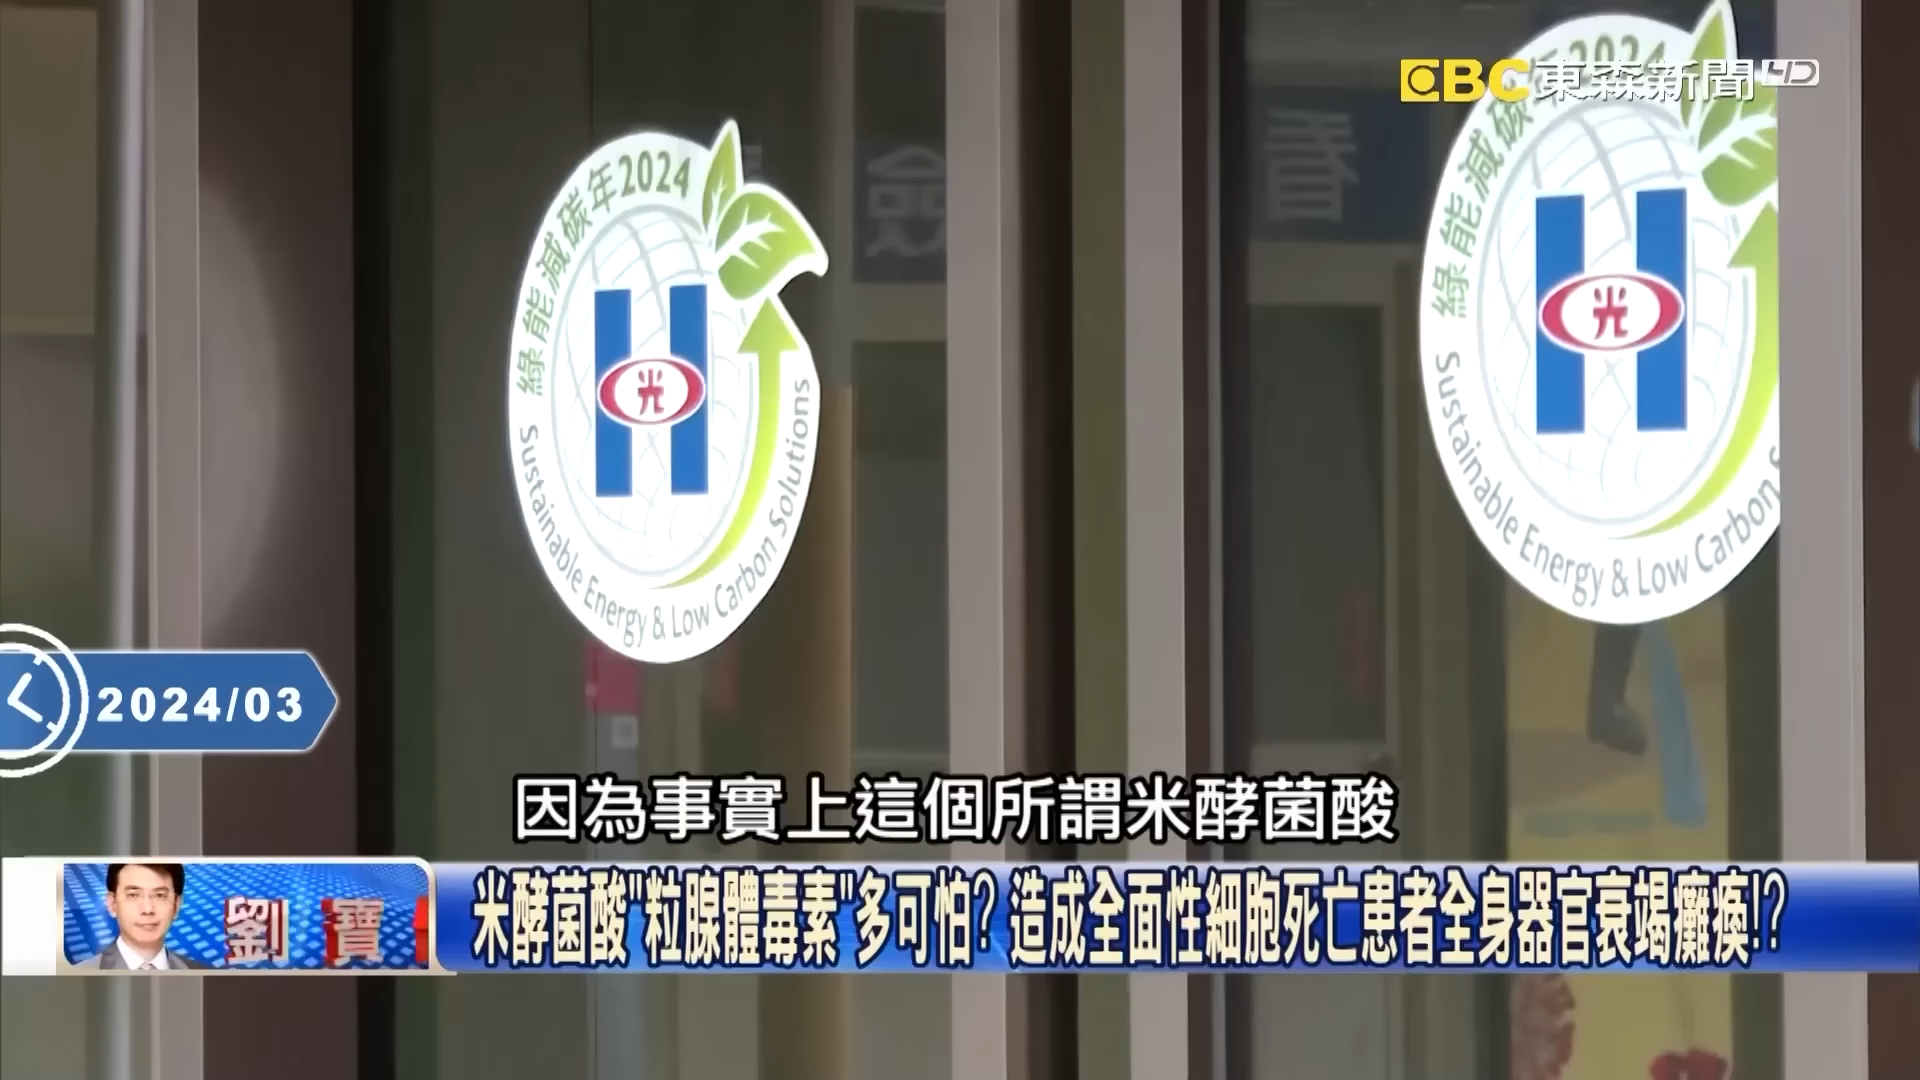 EBC東森新聞HD
綠能減碳年2024
光
Sustainable Energy & Low Carbon Solutions
綠能減碳年2024
光
Sustainable Energy & Low Carbon S
險
看
2024/03
因為事實上這個所謂米酵菌酸
劉寶
米酵菌酸"粒腺體毒素"多可怕? 造成全面性細胞死亡患者全身器官衰竭癱瘓!?